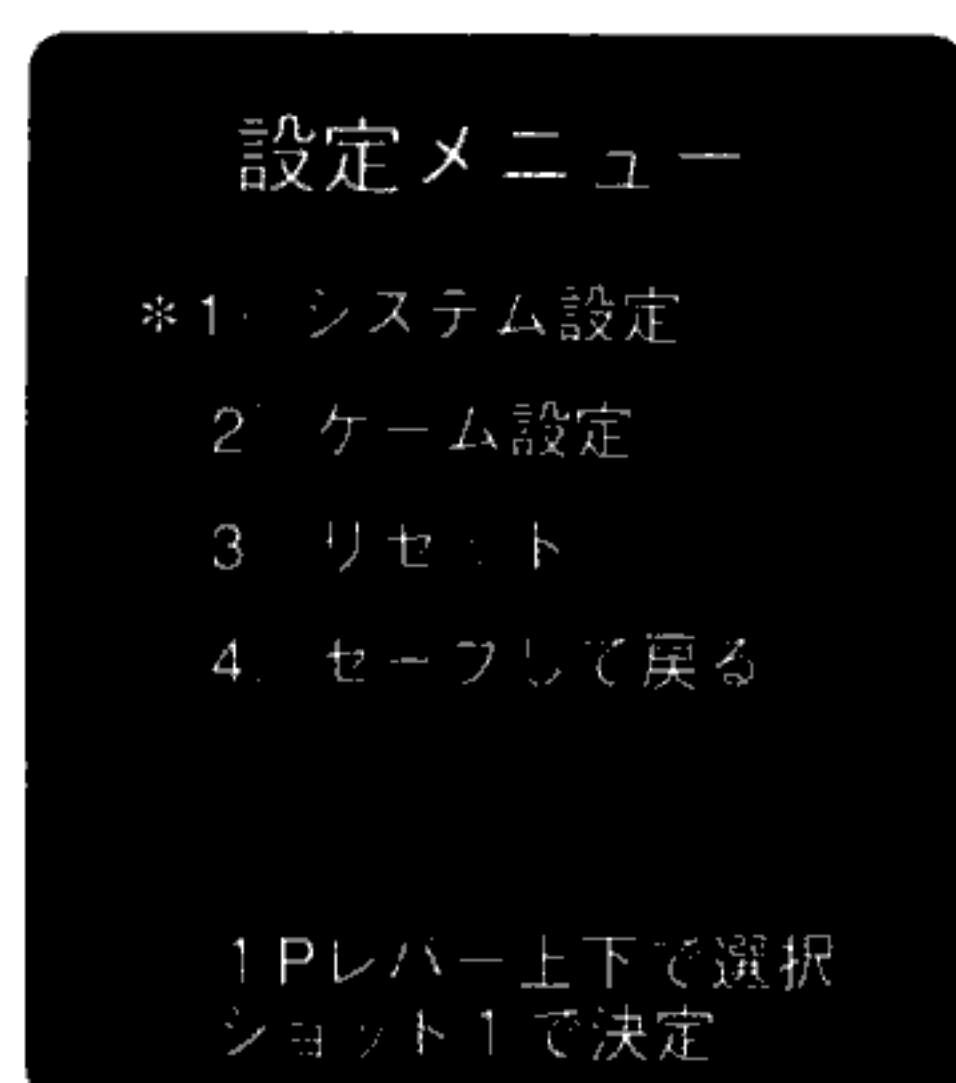 設定メニュー
*1. システム設定
2. ゲーム設定
3. リセット
4. セーブして戻る
1Pレバー上下で選択
ショット1で決定